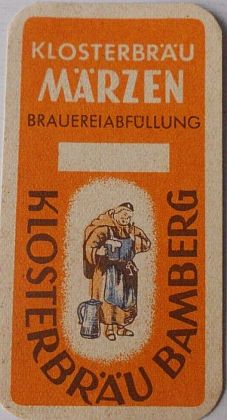 KLOSTERBRÄU
MÄRZEN
BRAUEREIABFÜLLUNG
KLOSTERBRÄU BAMBERG